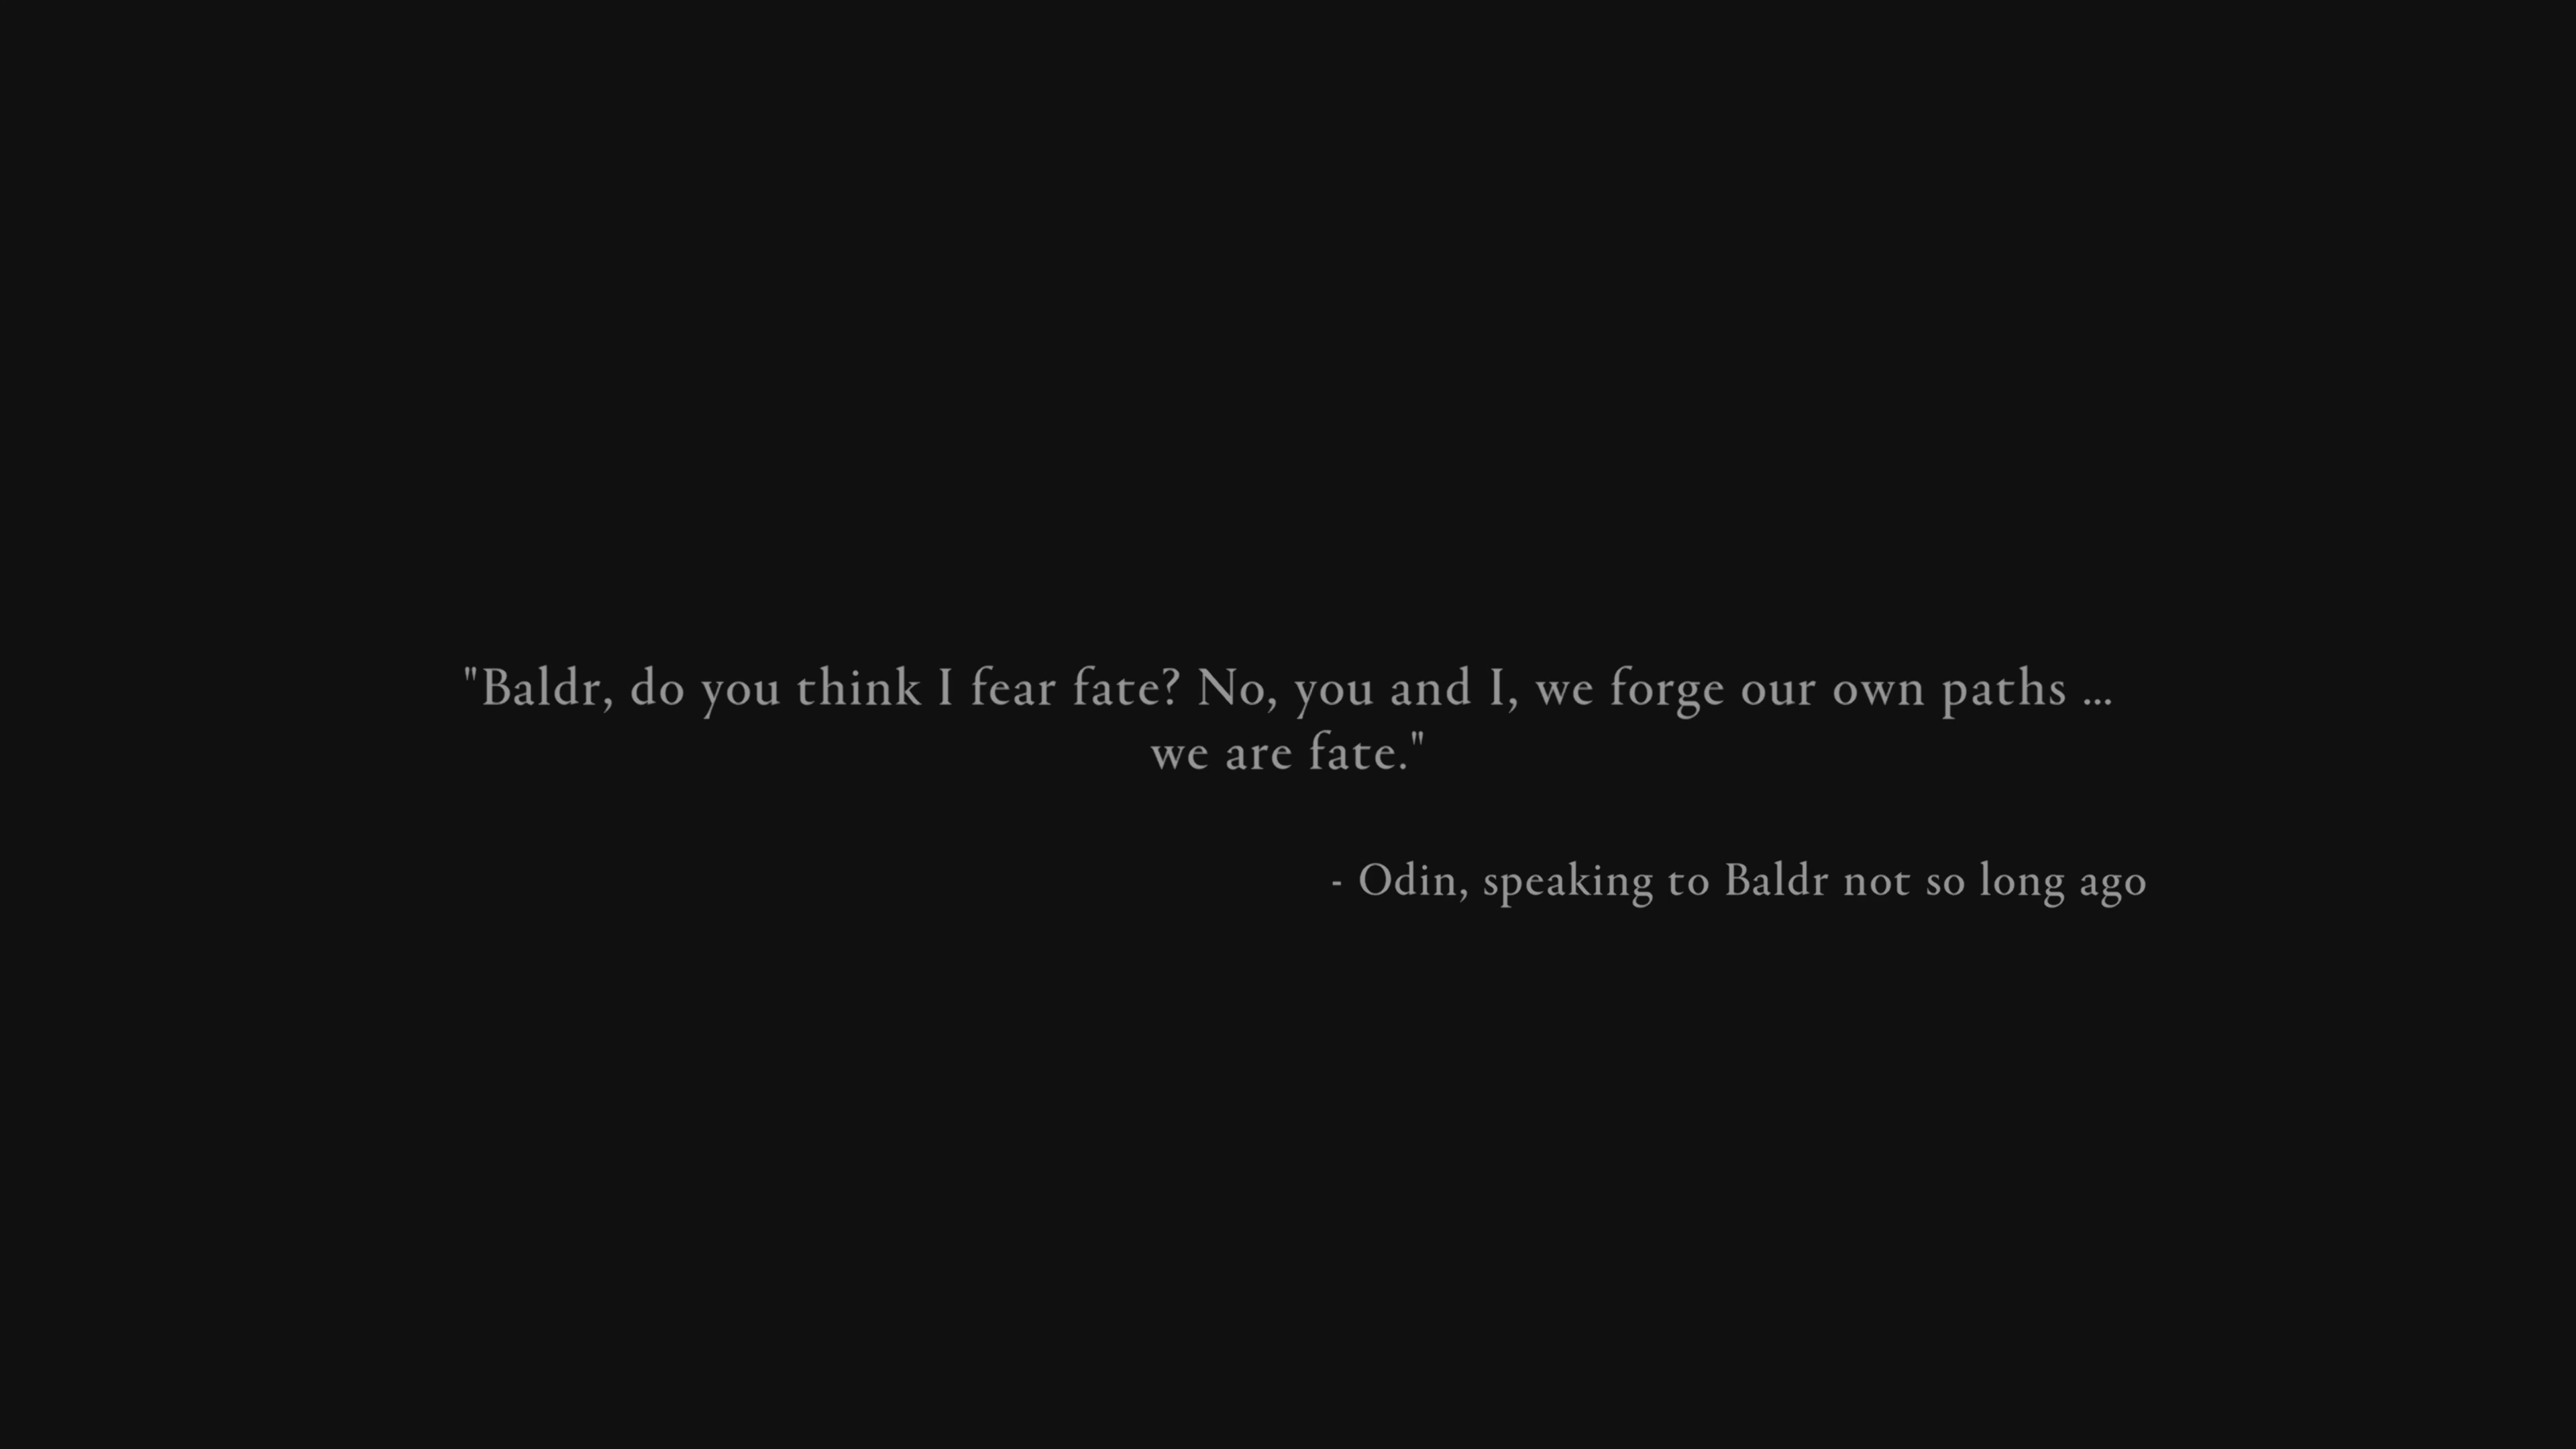 "Baldr, do you think I fear fate? No, you and I, we forge our own paths ...
we are fate."
- Odin, speaking to Baldr not so long ago